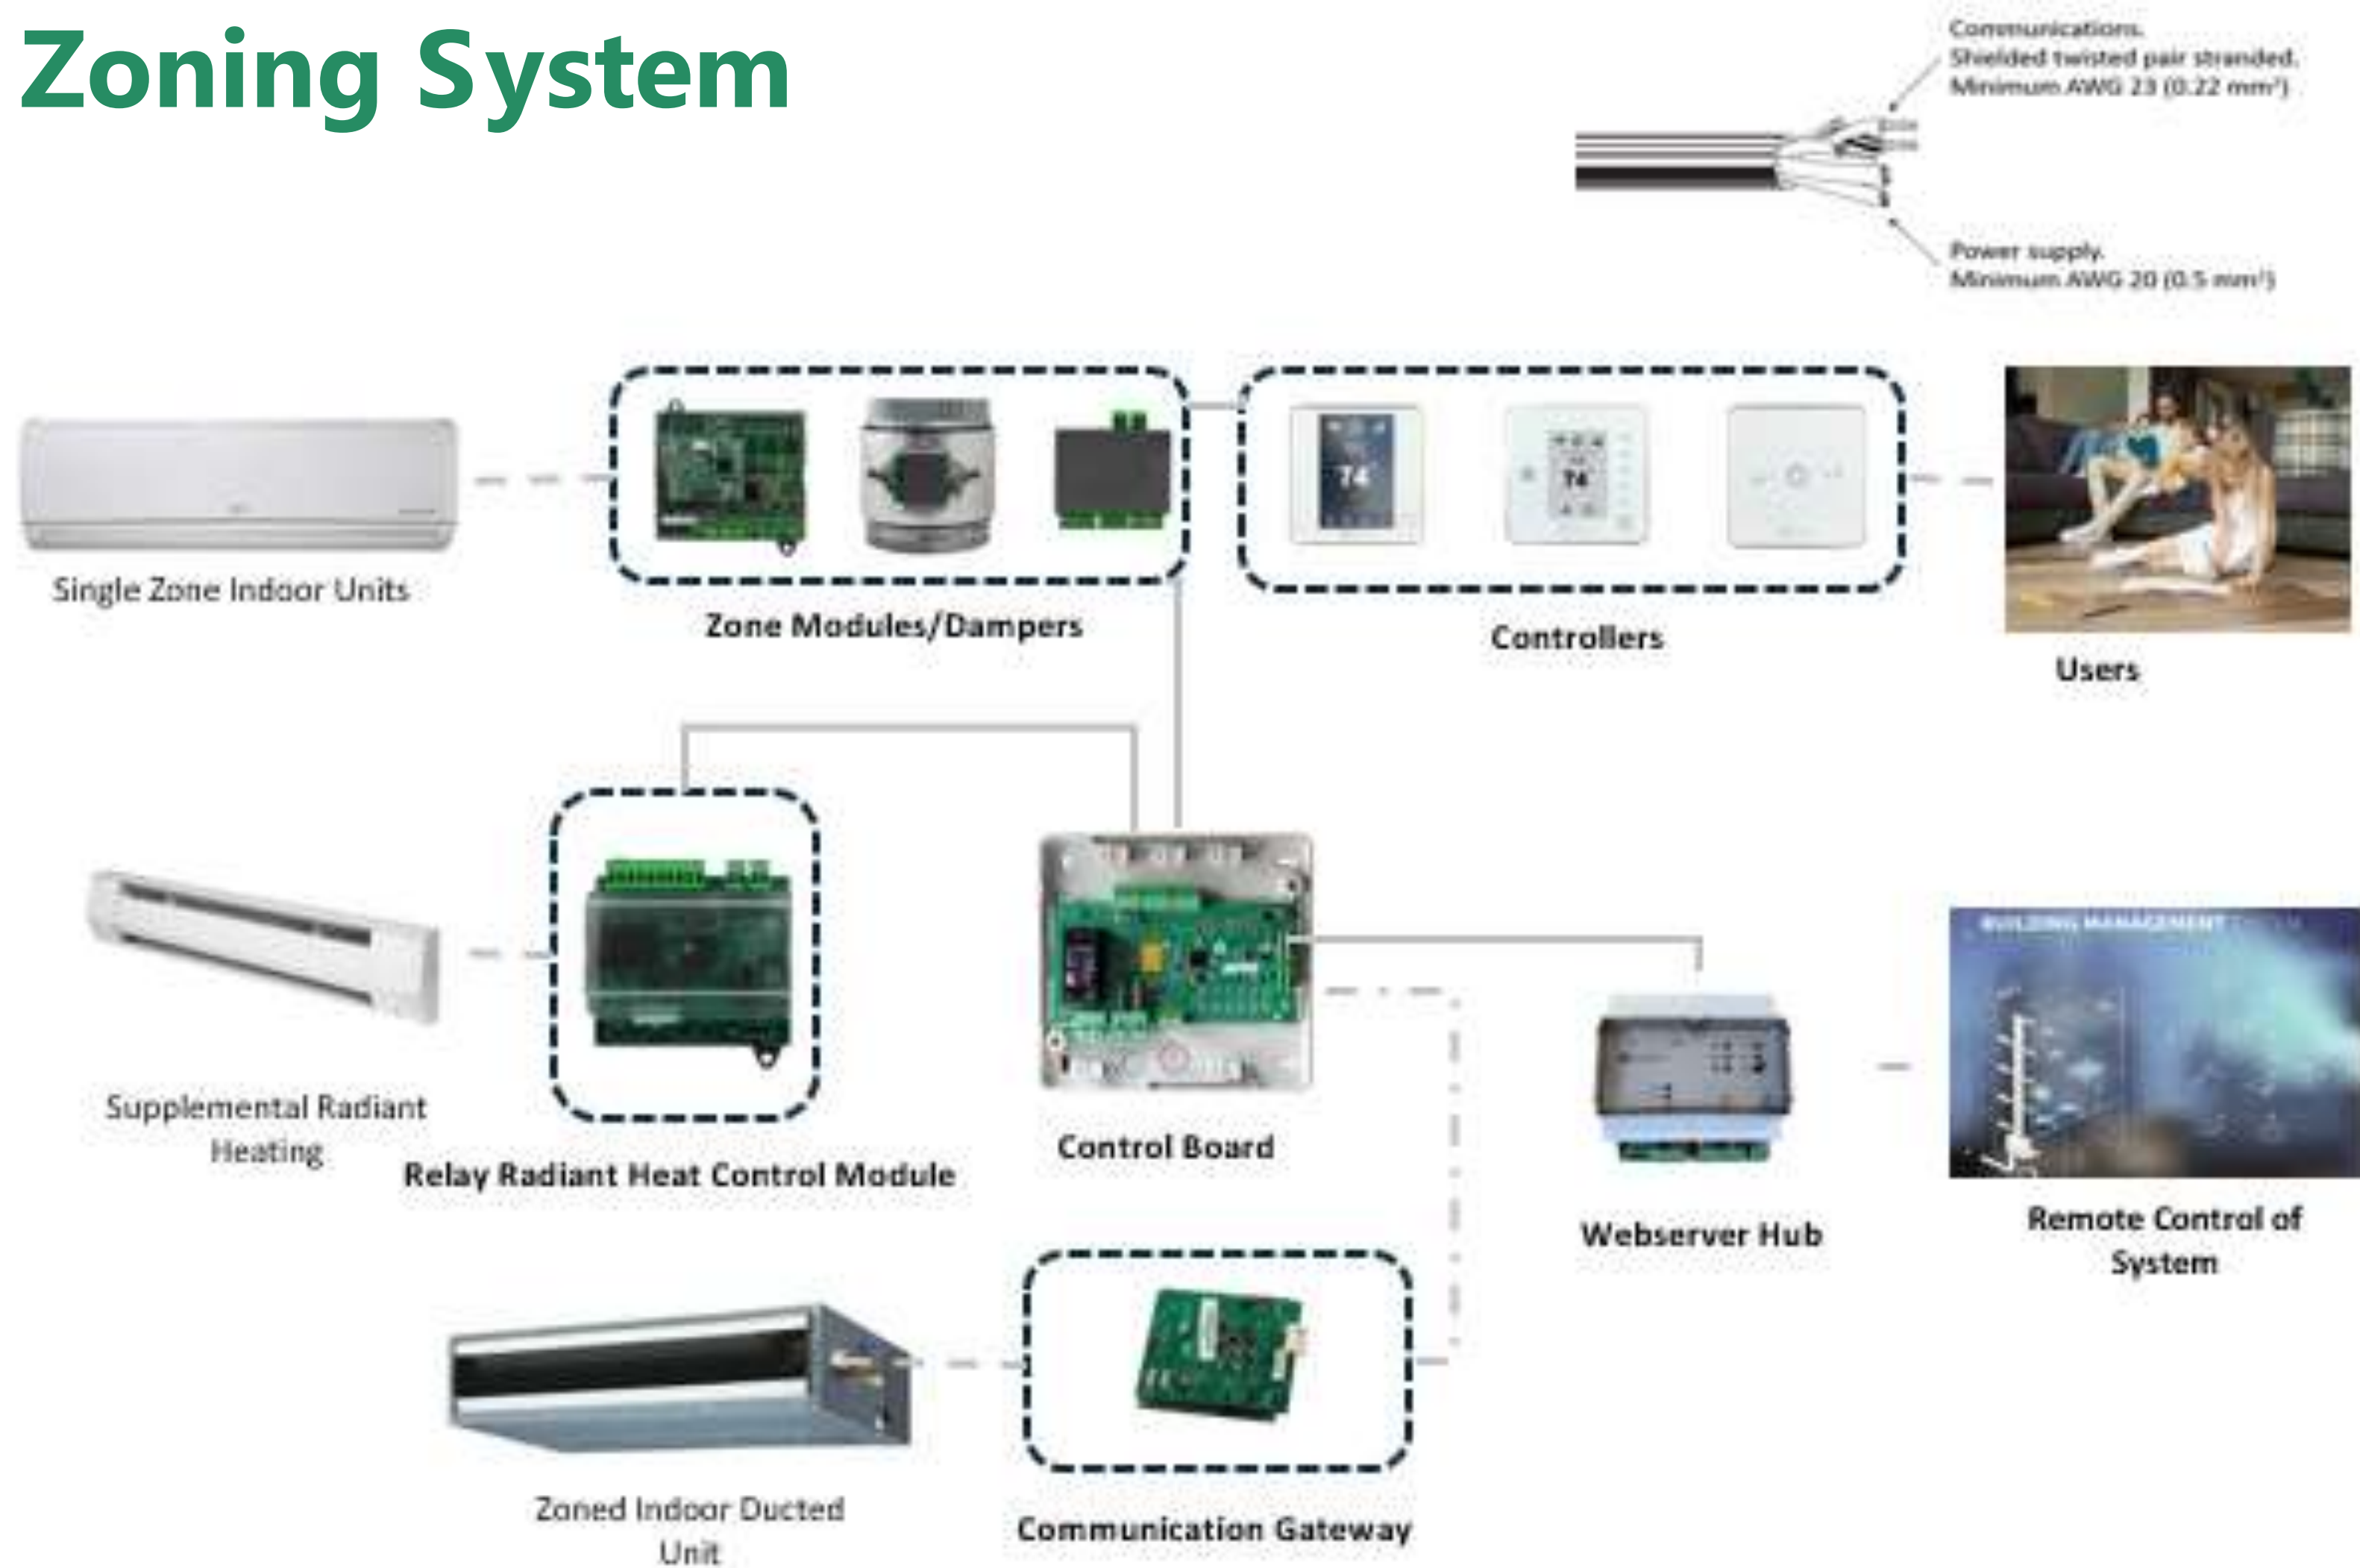 Zoning System
Communications.
Shielded twisted pair stranded.
Minimum AWG 23 (0.22 mm²)
Power supply.
Minimum AWG 20 (0.5 mm²)
74
74
Single Zone Indoor Units
Zone Modules/Dampers
Controllers
Users
BUILDING MANAGEMENT SYSTEM
Supplemental Radiant
Heating
Relay Radiant Heat Control Module
Control Board
Webserver Hub
Remote Control of
System
Zoned Indoor Ducted
Unit
Communication Gateway